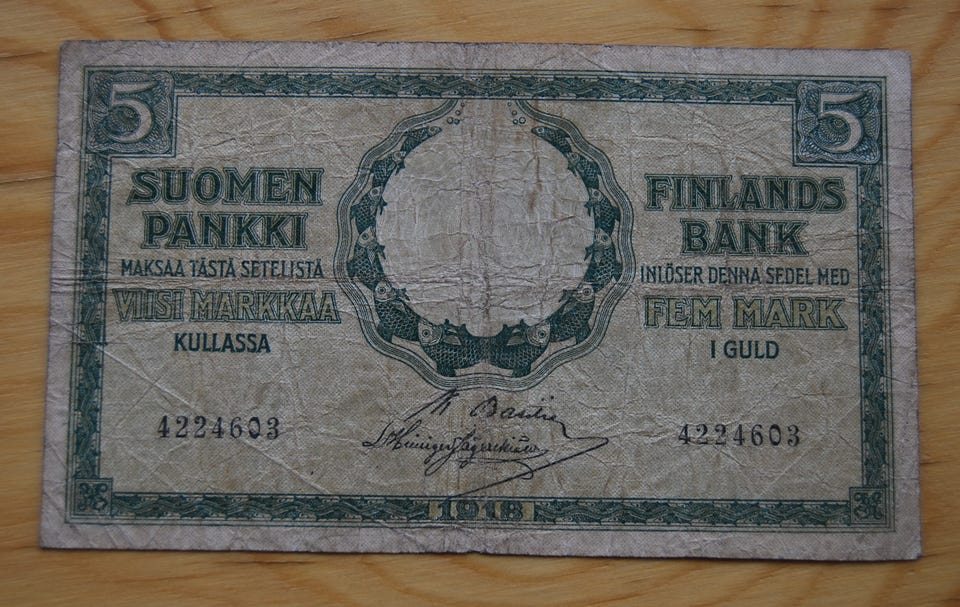 5 5
SUOMEN
PANKKI
MAKSAA TÄSTÄ SETELISTÄ
VIISI MARKKAA
KULLASSA
4224603
FINLANDS
BANK
INLÖSER DENNA SEDEL MED
FEM MARK
I GULD
4224603
1918